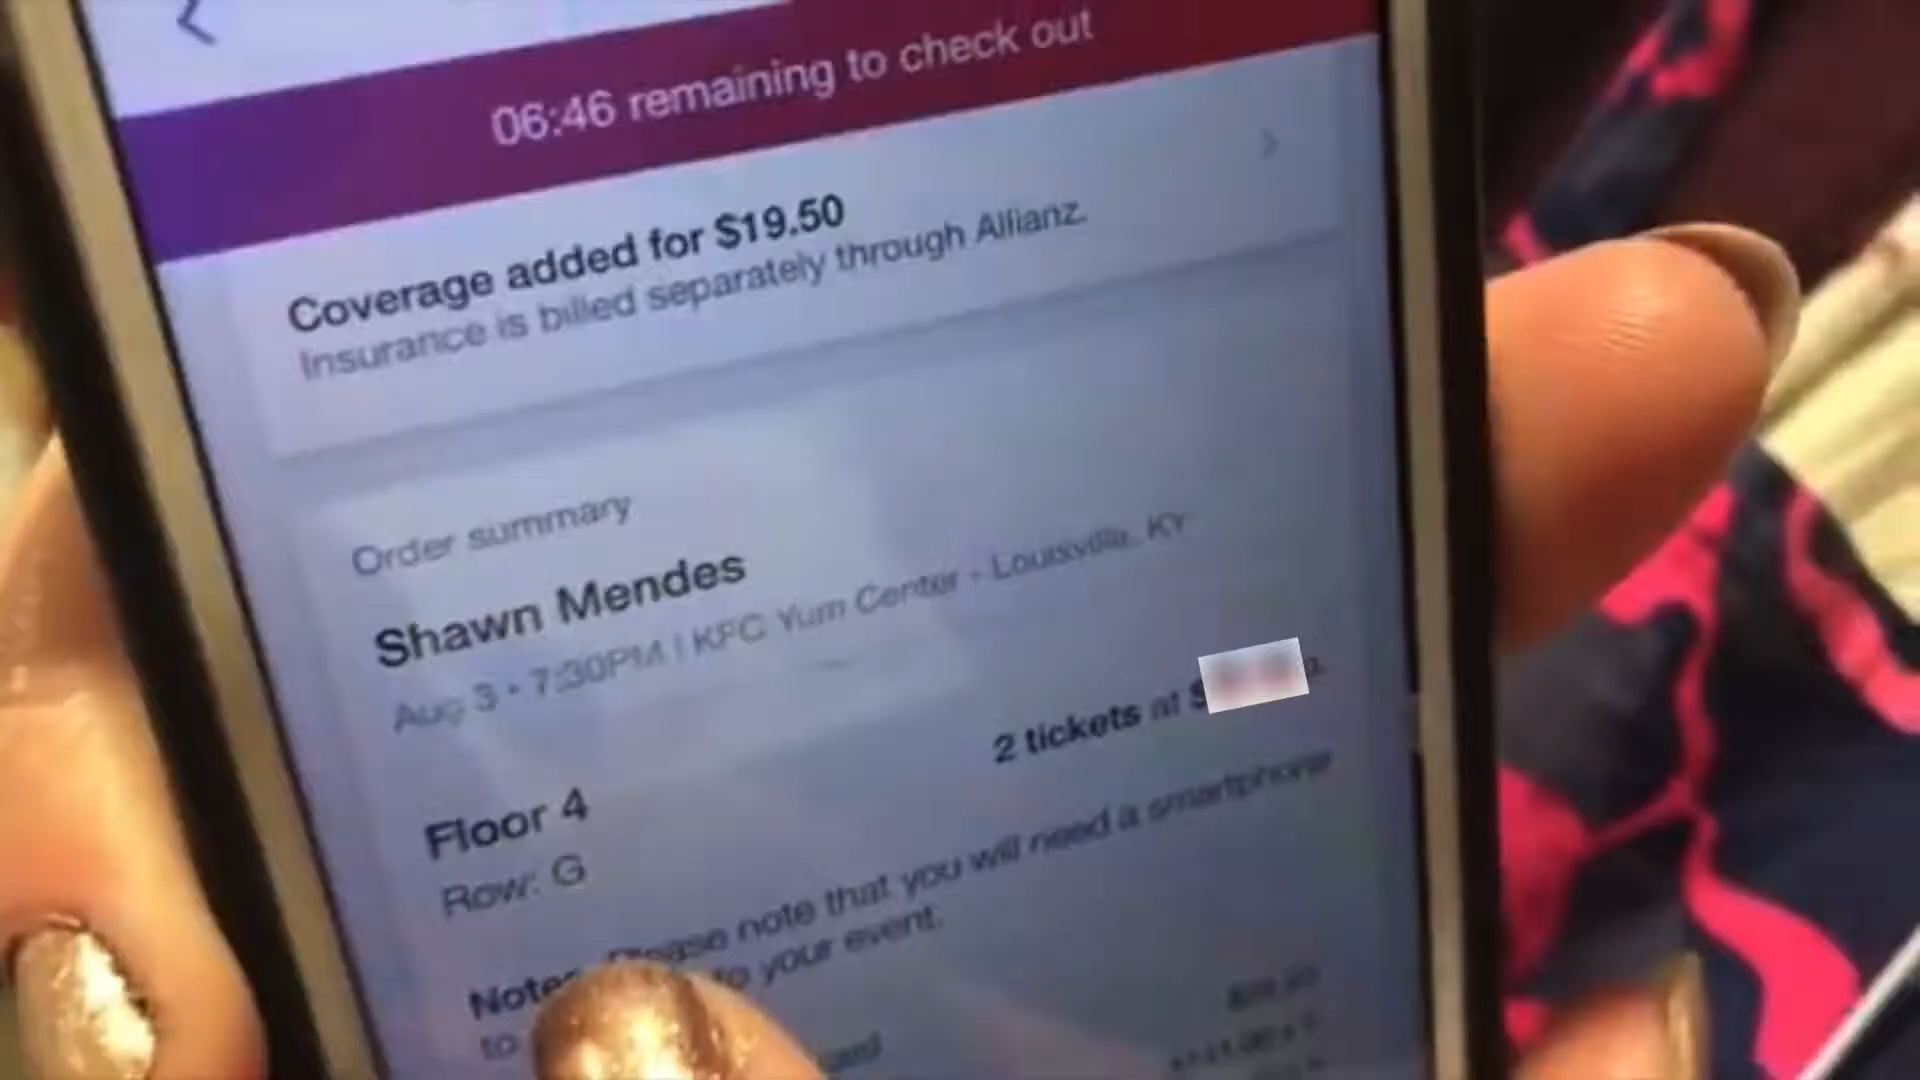 06:46 remaining to check out
Coverage added for $19.50
Insurance is billed separately through Allianz.
Order summary
Shawn Mendes
Aug 3 • 7:30PM | KFC Yum Center - Louisville, KY
2 tickets at $
Floor 4
Row: G
Note: Please note that you will need a smartphone
to to your event.